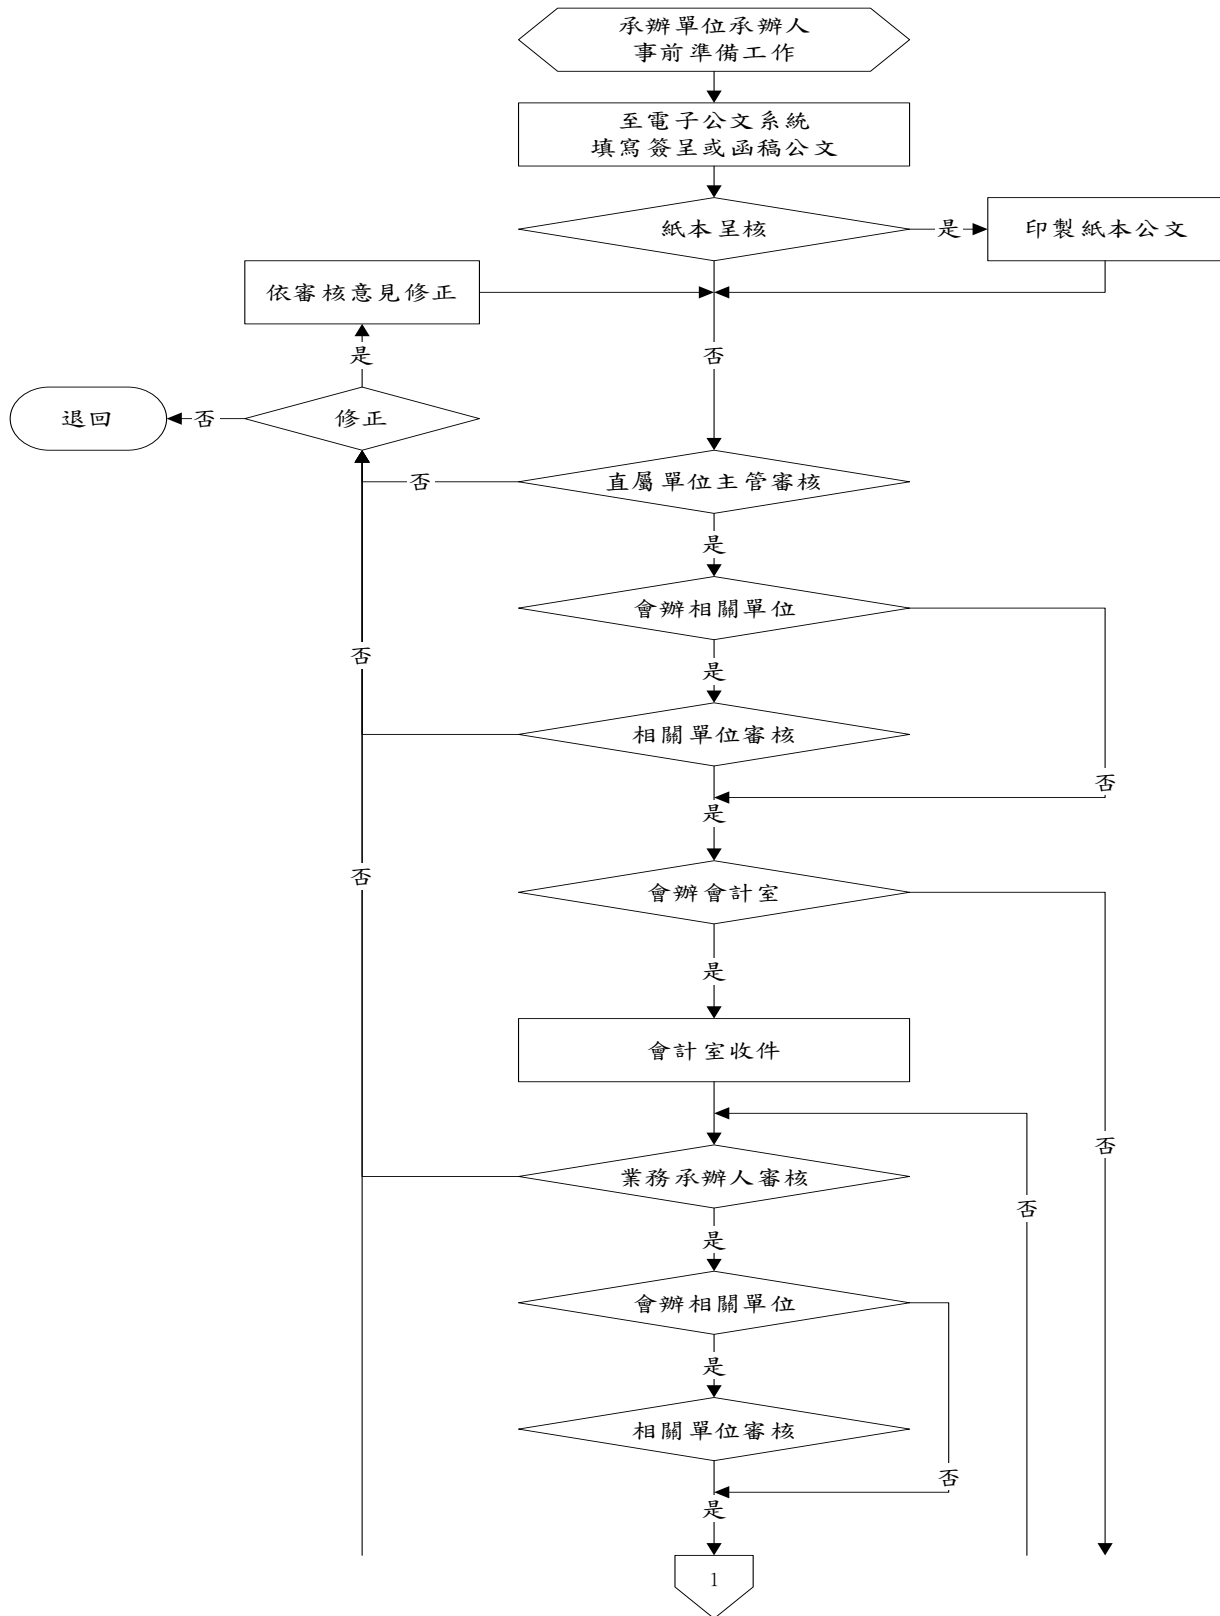 承辦單位承辦人
事前準備工作
至電子公文系統
填寫簽呈或函稿公文
紙本呈核
是
印製紙本公文
依審核意見修正
否
是
退回
否
修正
否
直屬單位主管審核
是
會辦相關單位
否
是
相關單位審核
否
是
會辦會計室
否
是
會計室收件
否
業務承辦人審核
否
是
會辦相關單位
是
相關單位審核
否
是
1